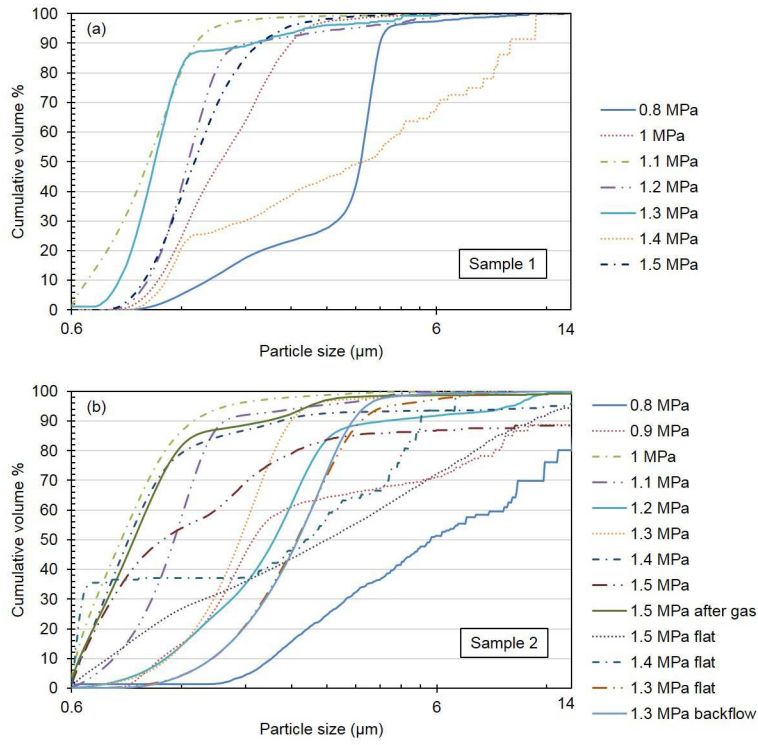 (a)
Cumulative volume %
100
90
80
70
60
50
40
30
20
10
0
0.6
6
14
Particle size (µm)
Sample 1
0.8 MPa
1 MPa
1.1 MPa
1.2 MPa
1.3 MPa
1.4 MPa
1.5 MPa
(b)
Cumulative volume %
100
90
80
70
60
50
40
30
20
10
0
0.6
6
14
Particle size (µm)
Sample 2
0.8 MPa
0.9 MPa
1 MPa
1.1 MPa
1.2 MPa
1.3 MPa
1.4 MPa
1.5 MPa
1.5 MPa after gas
1.5 MPa flat
1.4 MPa flat
1.3 MPa flat
1.3 MPa backflow